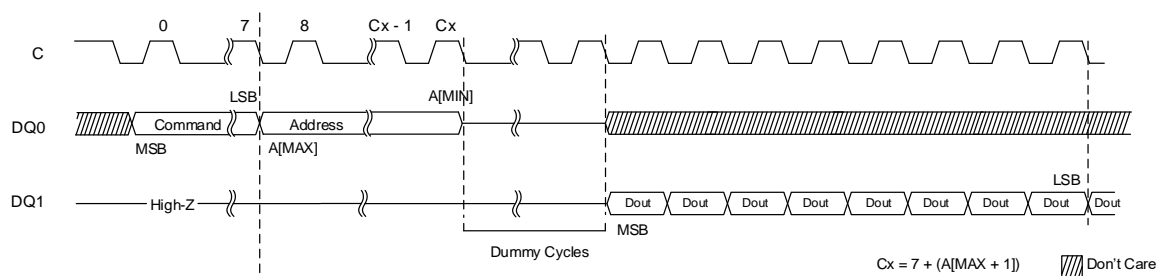 0 7 8 Cx - 1 Cx
C
LSB A[MIN]
DQ0 Command Address
MSB A[MAX]
LSB
DQ1 High-Z Dout Dout Dout Dout Dout Dout Dout Dout Dout
MSB
Dummy Cycles
Cx = 7 + (A[MAX + 1]) Don't Care